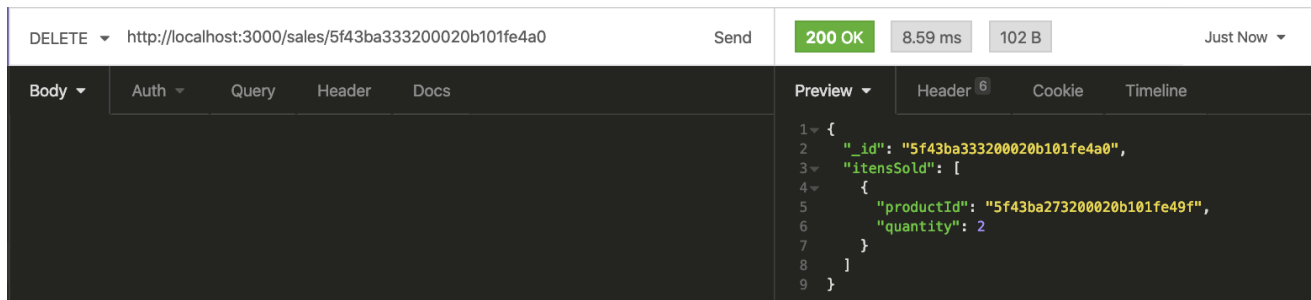 DELETE http://localhost:3000/sales/5f43ba333200020b101fe4a0 Send 200 OK 8.59 ms 102 B Just Now
Body Auth Query Header Docs Preview Header 6 Cookie Timeline
1 {
2 "_id": "5f43ba333200020b101fe4a0",
3 "itensSold": [
4 {
5 "productId": "5f43ba273200020b101fe49f",
6 "quantity": 2
7 }
8 ]
9 }